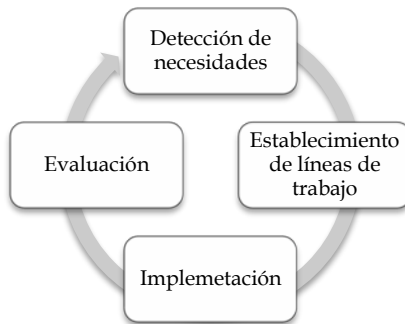 Detección de
necesidades
Establecimiento
de líneas de
trabajo
Implemetación
Evaluación